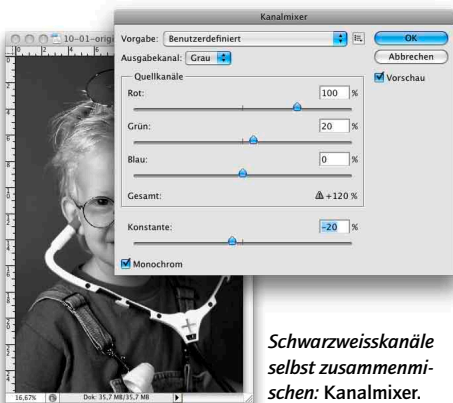 Kanalmixer
10-01-origi
Vorgabe: Benutzerdefiniert
OK
Ausgabekanal: Grau
Abbrechen
Quellkanäle
Vorschau
Rot: 100 %
Grün: 20 %
Blau: 0 %
Gesamt: +120 %
Konstante: -20 %
Monochrom
16,67% Dok: 35,7 MB/35,7 MB
Schwarzweisskanäle
selbst zusammenmi-
schen: Kanalmixer.